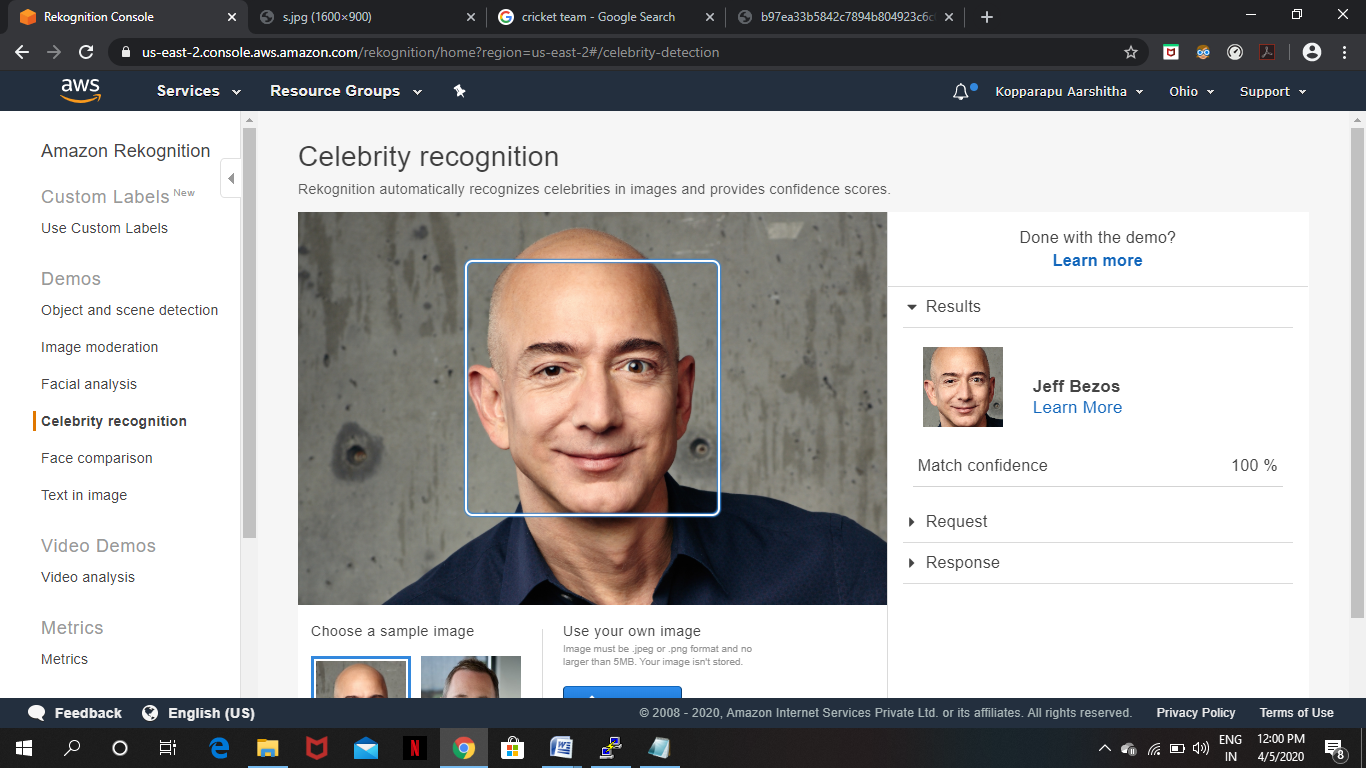 Rekognition Console
s.jpg (1600×900)
cricket team - Google Search
us-east-2.console.aws.amazon.com/rekognition/home?region=us-east-2#/celebrity-detection
aws
Services
Resource Groups
Kopparapu Aarshitha
Ohio
Support
Amazon Rekognition
Custom Labels New
Use Custom Labels
Demos
Object and scene detection
Image moderation
Facial analysis
Celebrity recognition
Face comparison
Text in image
Video Demos
Video analysis
Metrics
Metrics
Celebrity recognition
Rekognition automatically recognizes celebrities in images and provides confidence scores.
Choose a sample image
Use your own image
Image must be .jpeg or .png format and no
larger than 5MB. Your image isn't stored.
Done with the demo?
Learn more
Results
Jeff Bezos
Learn More
Match confidence 100 %
Request
Response
Feedback
English (US)
© 2008 - 2020, Amazon Internet Services Private Ltd. or its affiliates. All rights reserved.
Privacy Policy
Terms of Use
ENG
IN
12:00 PM
4/5/2020
8